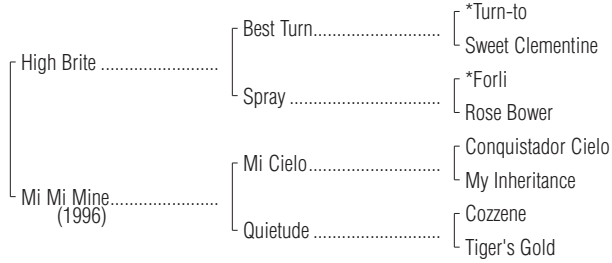 High Brite ........................
Best Turn..........................
*Turn-to
Sweet Clementine
Spray ...............................
*Forli
Rose Bower
Mi Mi Mine......................
(1996)
Mi Cielo...........................
Conquistador Cielo
My Inheritance
Quietude ..........................
Cozzene
Tiger's Gold